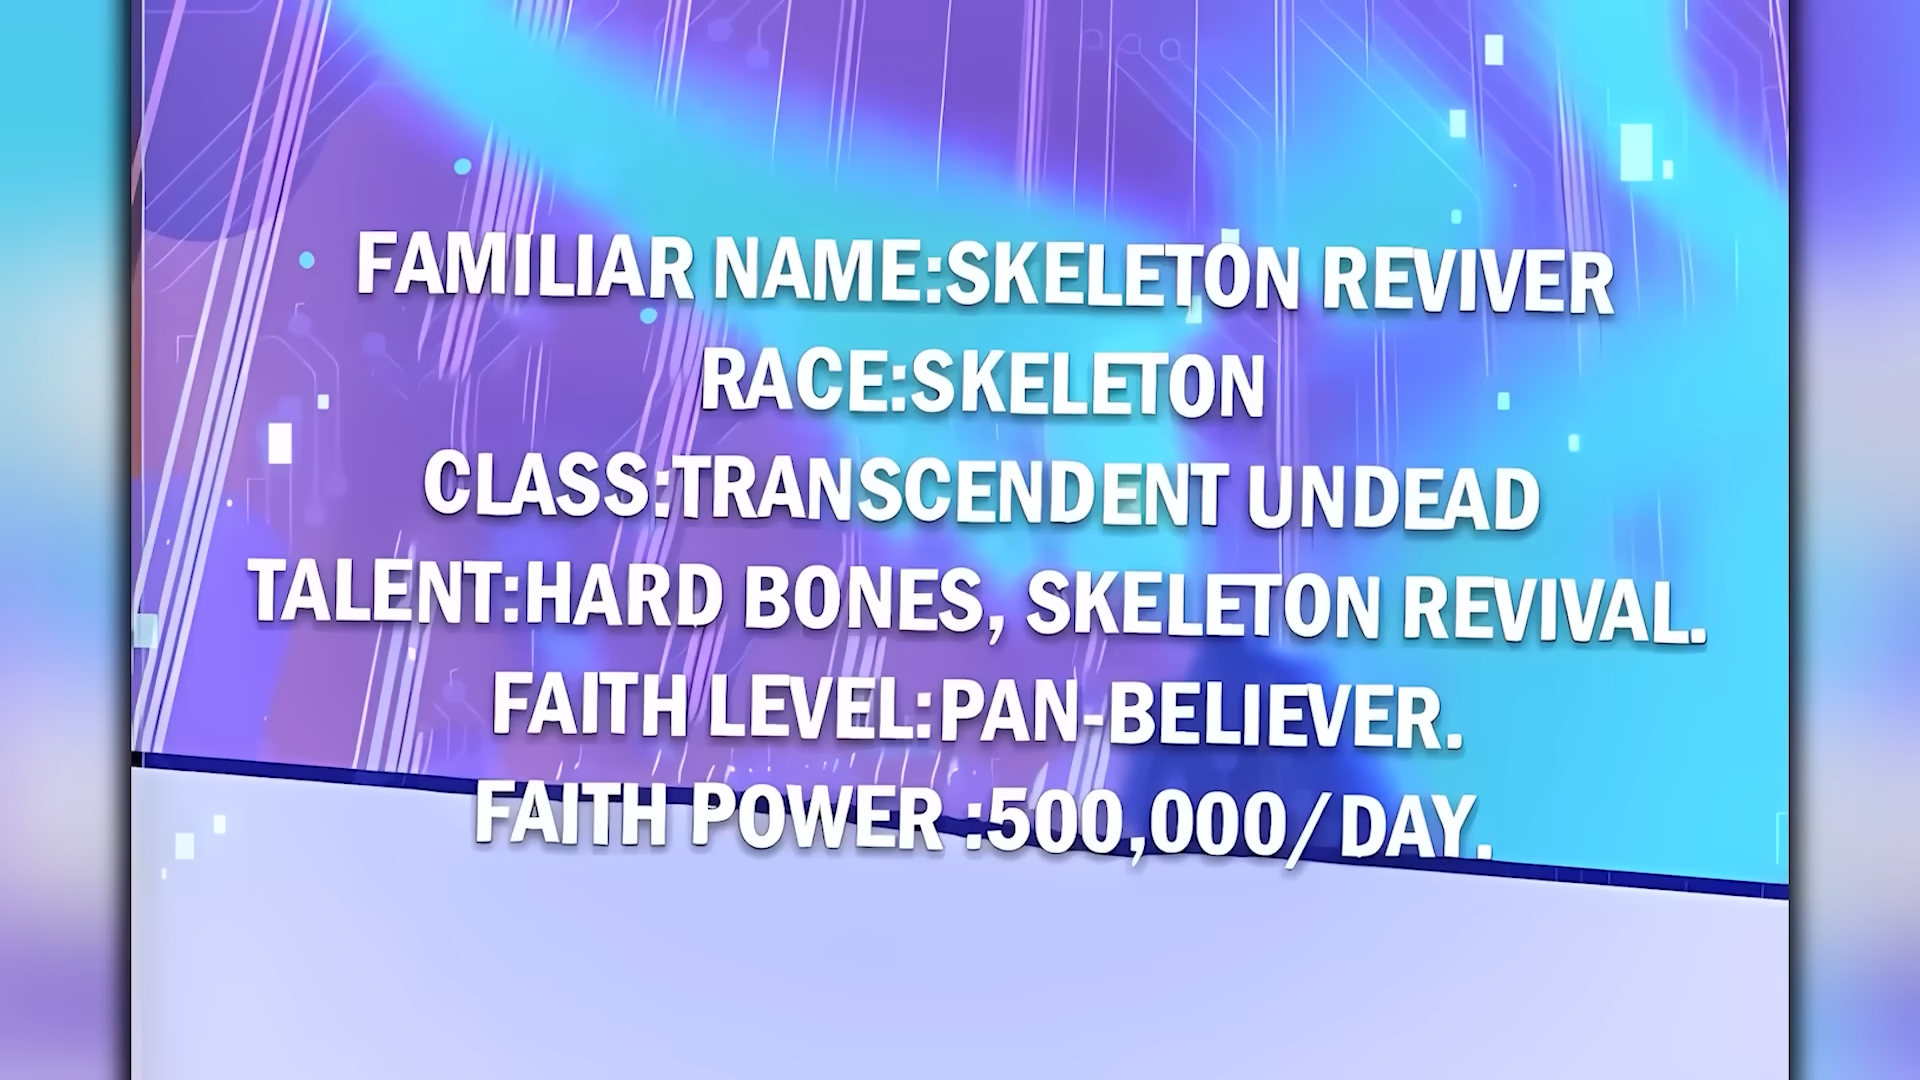 FAMILIAR NAME:SKELETON REVIVER
RACE:SKELETON
CLASS:TRANSCENDENT UNDEAD
TALENT:HARD BONES, SKELETON REVIVAL.
FAITH LEVEL:PAN-BELIEVER.
FAITH POWER :500,000/DAY.